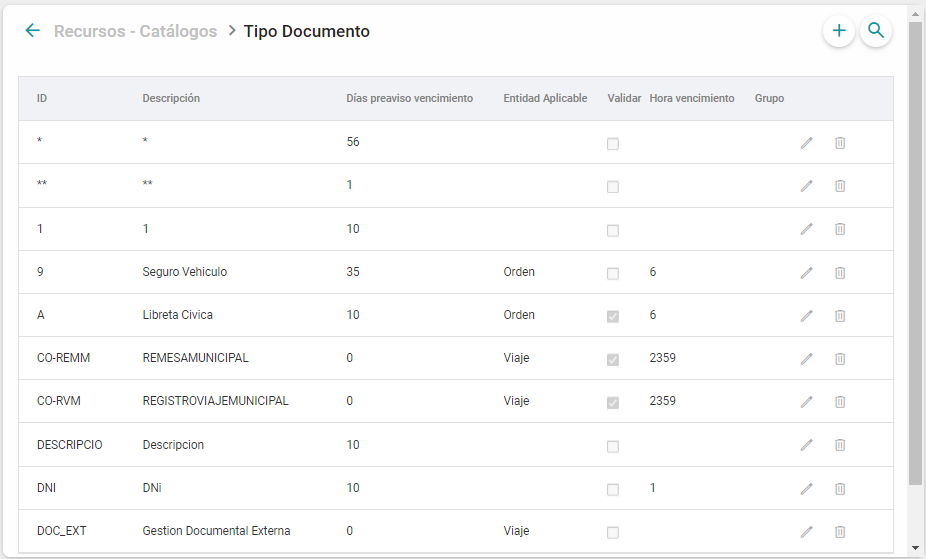 Recursos - Catálogos > Tipo Documento
ID Descripción Días preaviso vencimiento Entidad Aplicable Validar Hora vencimiento Grupo
* * 56
** ** 1
1 1 10
9 Seguro Vehiculo 35 Orden 6
A Libreta Civica 10 Orden 6
CO-REMM REMESAMUNICIPAL 0 Viaje 2359
CO-RVM REGISTROVIAJEMUNICIPAL 0 Viaje 2359
DESCRIPCIO Descripcion 10
DNI DNi 10 1
DOC_EXT Gestion Documental Externa 0 Viaje